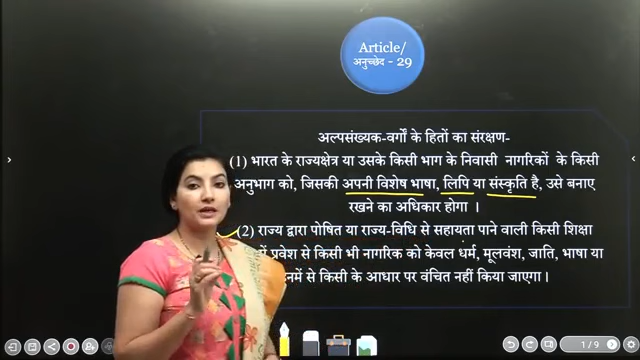 Article/
अनुच्छेद - 29
अल्पसंख्यक-वर्गों के हितों का संरक्षण-
(1) भारत के राज्यक्षेत्र या उसके किसी भाग के निवासी नागरिकों के किसी
अनुभाग को, जिसकी अपनी विशेष भाषा, लिपि या संस्कृति है, उसे बनाए
रखने का अधिकार होगा ।
(2) राज्य द्वारा पोषित या राज्य-विधि से सहायता पाने वाली किसी शिक्षा
में प्रवेश से किसी भी नागरिक को केवल धर्म, मूलवंश, जाति, भाषा या
इनमें से किसी के आधार पर वंचित नहीं किया जाएगा ।
1 / 9